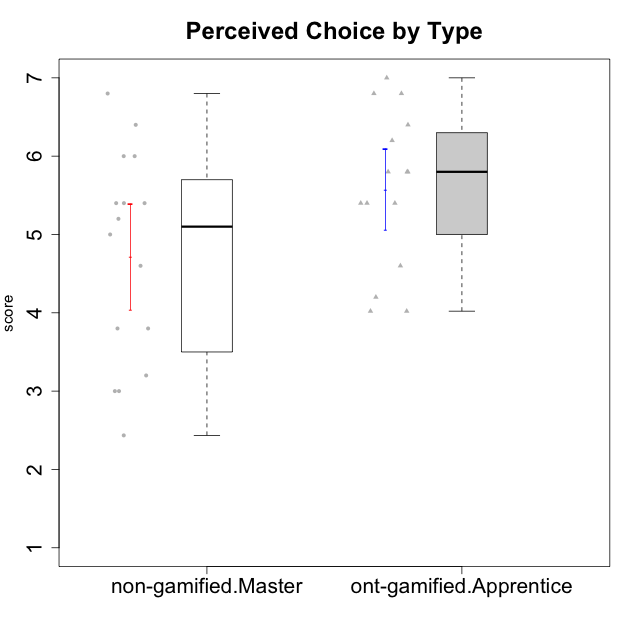 Perceived Choice by Type
score
7
6
5
4
3
2
1
non-gamified.Master
ont-gamified.Apprentice